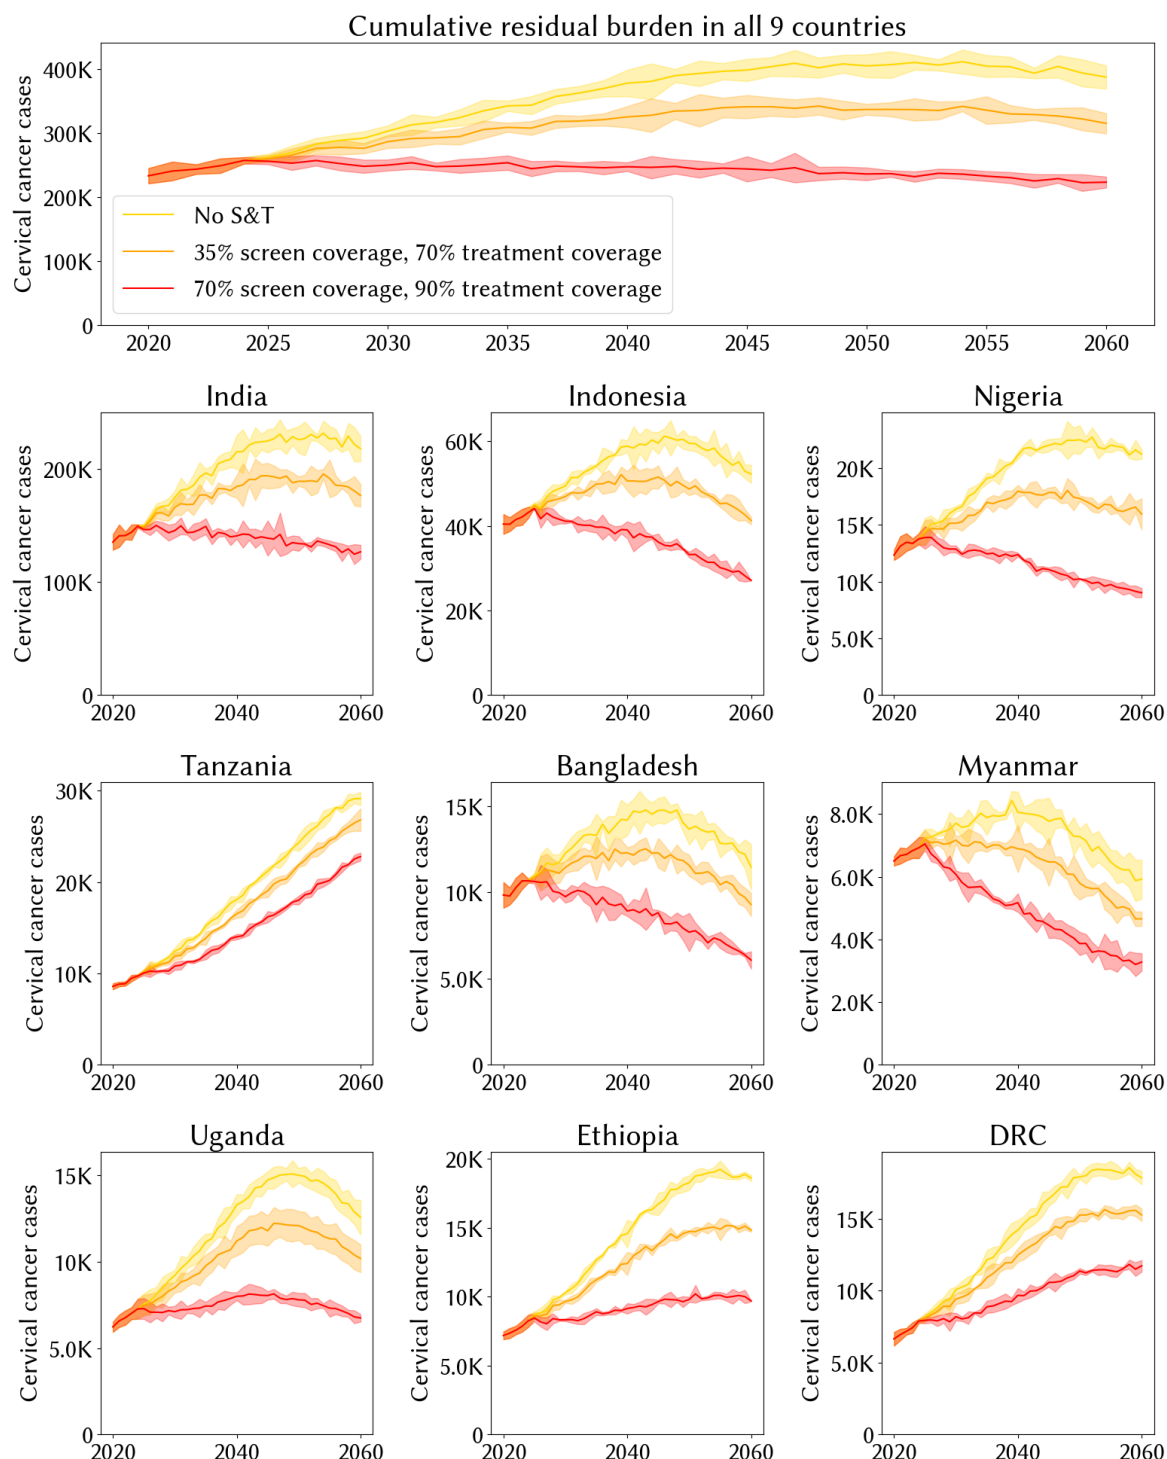 Cumulative residual burden in all 9 countries
Cervical cancer cases
400K
300K
200K
100K
0
No S&T
35% screen coverage, 70% treatment coverage
70% screen coverage, 90% treatment coverage
2020 2025 2030 2035 2040 2045 2050 2055 2060
India
Cervical cancer cases
200K
100K
0
2020 2040 2060
Indonesia
Cervical cancer cases
60K
40K
20K
0
2020 2040 2060
Nigeria
Cervical cancer cases
20K
15K
10K
5.0K
0
2020 2040 2060
Tanzania
Cervical cancer cases
30K
20K
10K
0
2020 2040 2060
Bangladesh
Cervical cancer cases
15K
10K
5.0K
0
2020 2040 2060
Myanmar
Cervical cancer cases
8.0K
6.0K
4.0K
2.0K
0
2020 2040 2060
Uganda
Cervical cancer cases
15K
10K
5.0K
0
2020 2040 2060
Ethiopia
Cervical cancer cases
20K
15K
10K
5.0K
0
2020 2040 2060
DRC
Cervical cancer cases
15K
10K
5.0K
0
2020 2040 2060